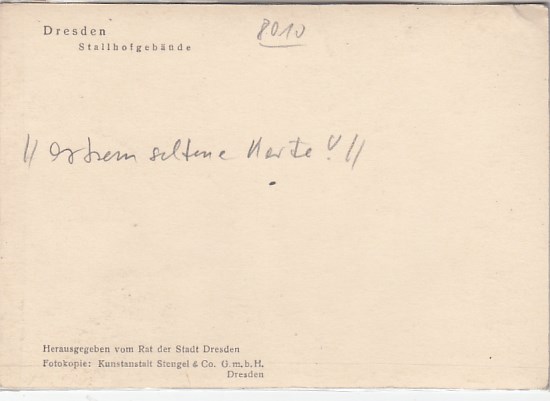 Dresden
8010
Stallhofgebäude
// extrem seltene Karte! //
Herausgegeben vom Rat der Stadt Dresden
Fotokopie: Kunstanstalt Stengel & Co. G.m.b.H.
Dresden